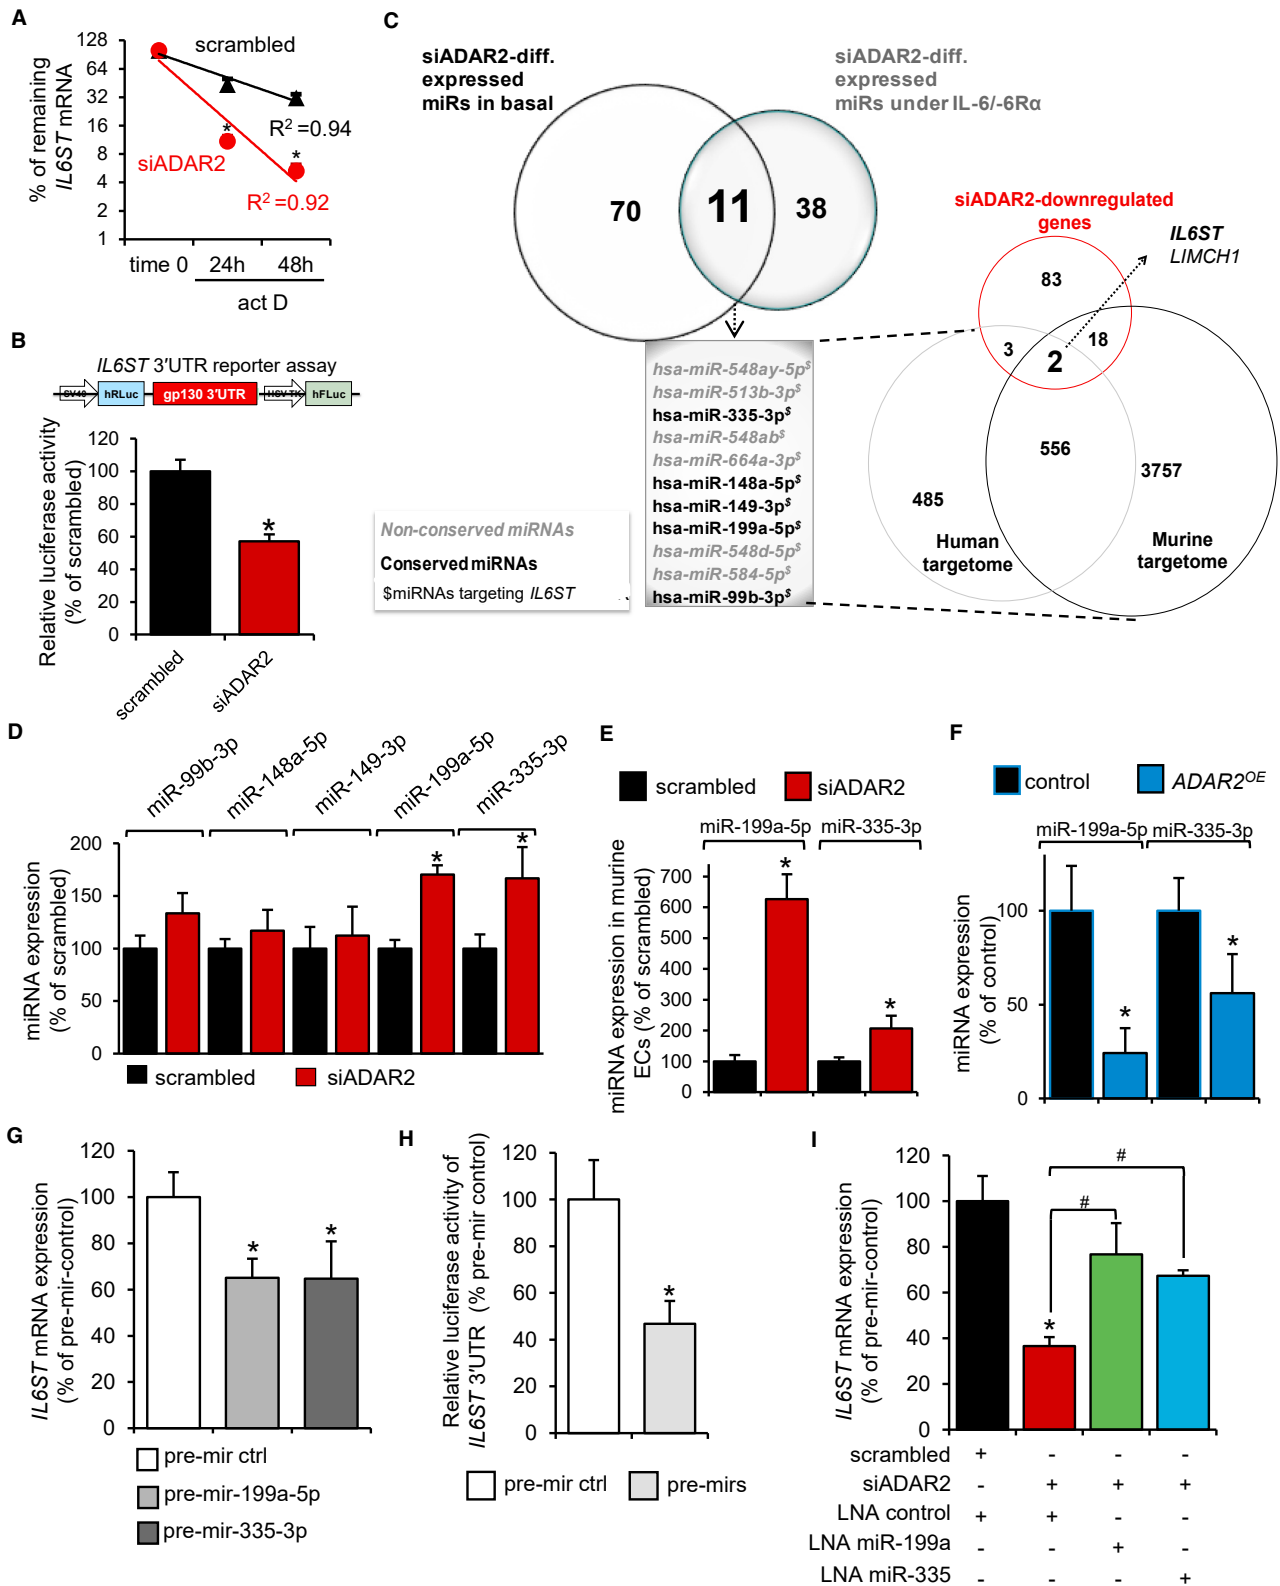 A
128
64
32
16
8
4
2
1
% of remaining
IL6ST mRNA
scrambled
R² =0.94
*
*
siADAR2
R² =0.92
time 0
24h
48h
act D
B
IL6ST 3′UTR reporter assay
SV40
hRLuc
gp130 3′UTR
HSV TK
hFLuc
120
100
80
60
40
20
0
Relative luciferase activity
(% of scrambled)
*
scrambled
siADAR2
C
siADAR2-diff.
expressed
miRs in basal
siADAR2-diff.
expressed
miRs under IL-6/-6Rα
70
11
38
hsa-miR-548ay-5p$
hsa-miR-513b-3p$
hsa-miR-335-3p$
hsa-miR-548ab$
hsa-miR-664a-3p$
hsa-miR-148a-5p$
hsa-miR-149-3p$
hsa-miR-199a-5p$
hsa-miR-548d-5p$
hsa-miR-584-5p$
hsa-miR-99b-3p$
Non-conserved miRNAs
Conserved miRNAs
$miRNAs targeting IL6ST
siADAR2-downregulated
genes
IL6ST
LIMCH1
83
3
2
18
556
485
3757
Human
targetome
Murine
targetome
D
miR-99b-3p
miR-148a-5p
miR-149-3p
miR-199a-5p
miR-335-3p
200
150
100
50
0
miRNA expression
(% of scrambled)
*
*
scrambled
siADAR2
E
scrambled
siADAR2
miR-199a-5p
miR-335-3p
700
600
500
400
300
200
100
0
miRNA expression in murine
ECs (% of scrambled)
*
*
F
control
ADAR2OE
miR-199a-5p
miR-335-3p
100
50
0
miRNA expression
(% of control)
*
*
G
120
100
80
60
40
20
0
IL6ST mRNA expression
(% of pre-mir-control)
*
*
pre-mir ctrl
pre-mir-199a-5p
pre-mir-335-3p
H
120
100
80
60
40
20
0
Relative luciferase activity of
IL6ST 3′UTR (% pre-mir control)
*
pre-mir ctrl
pre-mirs
I
120
100
80
60
40
20
0
IL6ST mRNA expression
(% of pre-mir-control)
#
#
*
scrambled + - - -
siADAR2 - + + +
LNA control + + - -
LNA miR-199a - - + -
LNA miR-335 - - - +